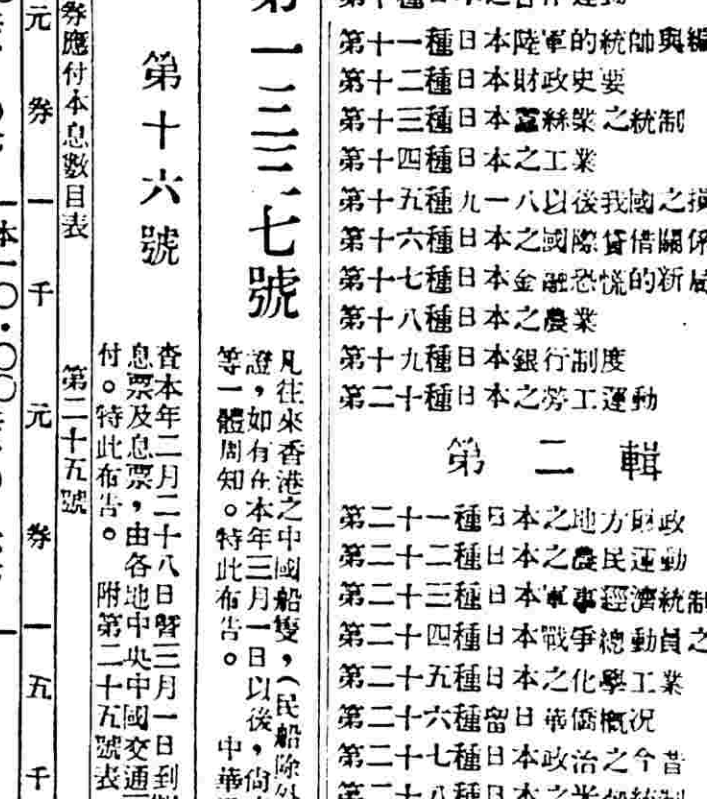 第十一種日本陸軍的統帥與編
第十二種日本財政史要
第十三種日本蠶絲業之統制
第十四種日本之工業
第十五種九一八以後我國之損
第十六種日本之國際貸借關係
第十七種日本金融恐慌的新局
第十八種日本之農業
第十九種日本銀行制度
第二十種日本之勞工運動
第二輯
第二十一種日本之地方財政
第二十二種日本之農民運動
第二十三種日本軍事經濟統制
第二十四種日本戰爭總動員之
第二十五種日本之化學工業
第二十六種留日華僑概況
第二十七種日本政治之今昔
第二十八種日本之
第一三三七號
凡往來香港之中國船隻，（民船除外
證，如有在本年三月一日以後，倘
等一體周知。特此布告。 中華
第十六號
查本年二月二十八日暨三月一日到
息票及息票，由各地中央中國交通
付。特此布告。 附第二十五號表
券應付本息數目表 第二十五號
元券 一千元券 一五千
本一〇·〇〇